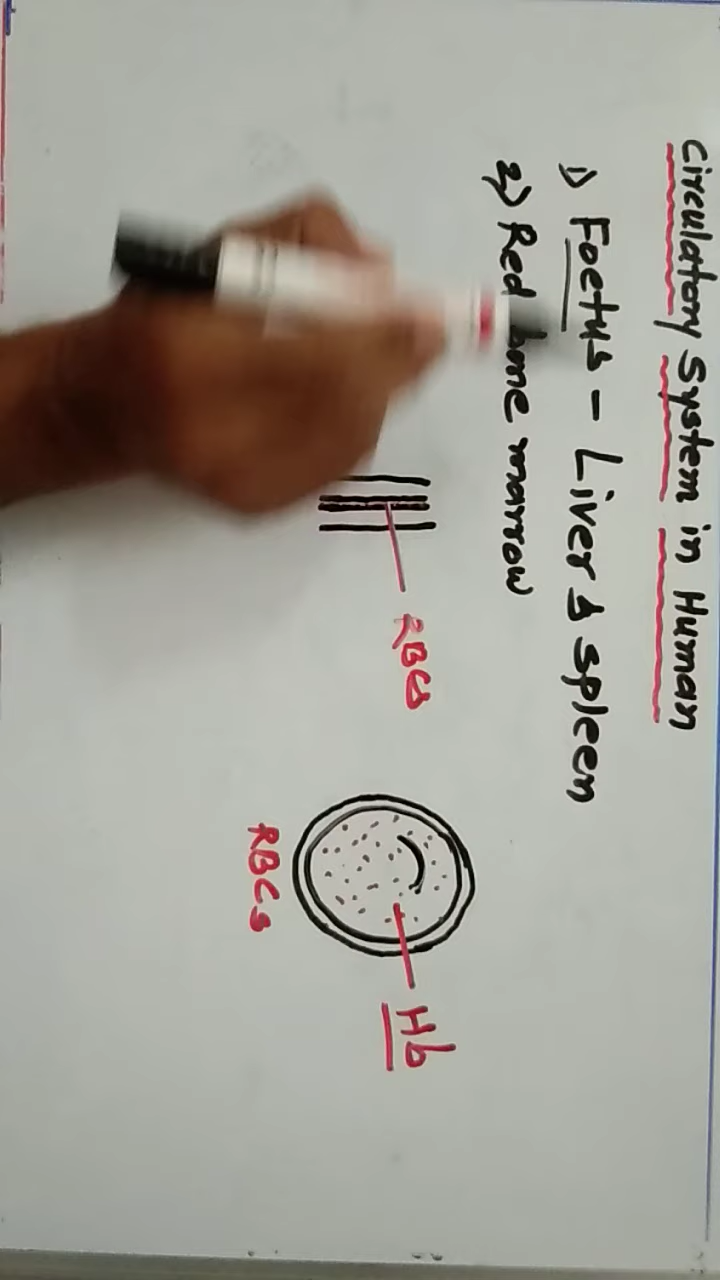 Circulatory System in Human
1) Foetus - Liver & spleen
2) Red bone marrow
RBCs
Hb
RBCs